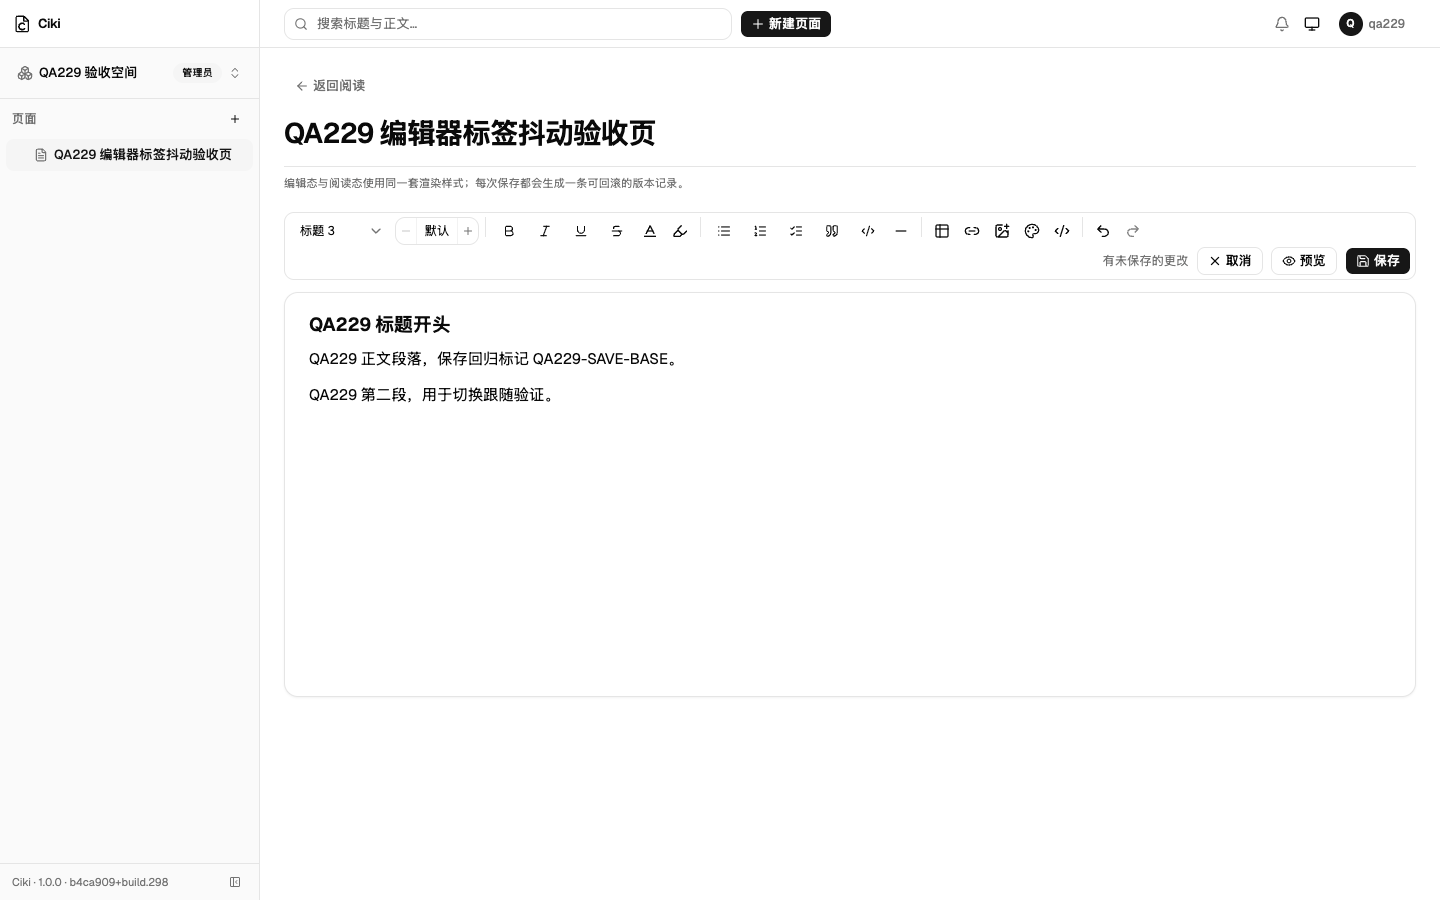 Ciki
搜索标题与正文...
新建页面
Q
qa229
QA229 验收空间
管理员
返回阅读
页面
QA229 编辑器标签抖动验收页
QA229 编辑器标签抖动验收页
编辑态与阅读态使用同一套渲染样式；每次保存都会生成一条可回滚的版本记录。
标题 3
默认
有未保存的更改
取消
预览
保存
QA229 标题开头
QA229 正文段落，保存回归标记 QA229-SAVE-BASE。
QA229 第二段，用于切换跟随验证。
Ciki · 1.0.0 · b4ca909+build.298